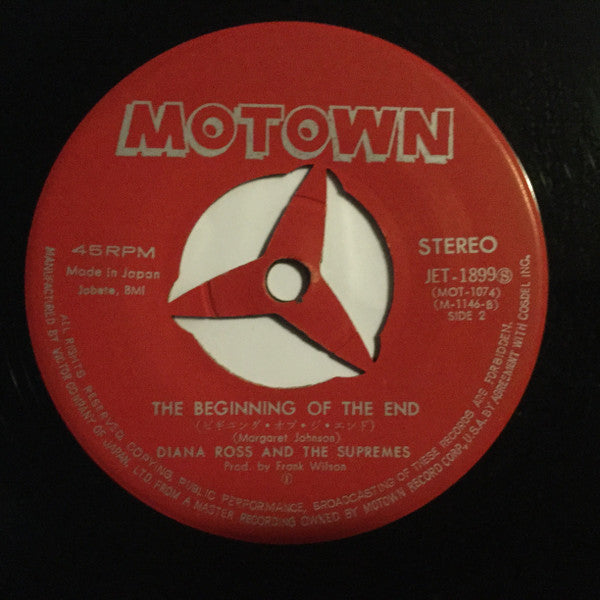 MOTOWN
45RPM
Made in Japan
Jobete, BMI
STEREO
JET-1899Ⓢ
(MOT-1074)
(M-1146-B)
SIDE 2
THE BEGINNING OF THE END
(ビギニング・オブ・ジ・エンド)
(Margaret Johnson)
DIANA ROSS AND THE SUPREMES
Prod. by Frank Wilson
Ⓙ
ALL RIGHTS RESERVED. COPYING, PUBLIC PERFORMANCE, BROADCASTING OF THESE RECORDS ARE FORBIDDEN.
MANUFACTURED BY VICTOR COMPANY OF JAPAN, LTD. FROM A MASTER RECORDING OWNED BY MOTOWN RECORD CORP., U.S.A. BY AGREEMENT WITH COSDEL INC.